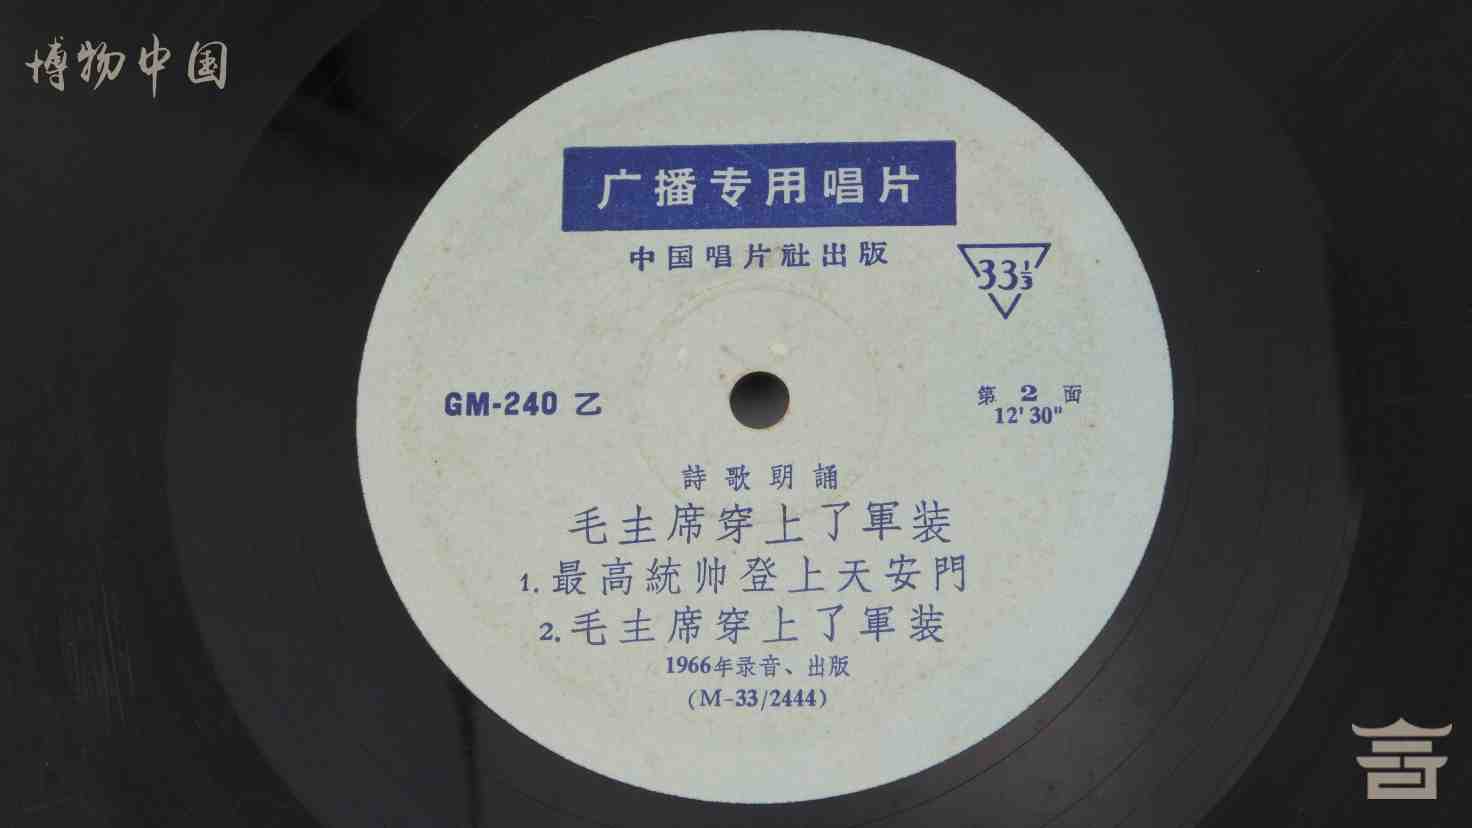 博物中国
广播专用唱片
中国唱片社出版
33⅓
GM-240 乙
第 2 面
12'30"
詩歌朗誦
毛主席穿上了軍装
1.最高統帅登上天安門
2.毛主席穿上了軍装
1966年录音、出版
(M-33/2444)